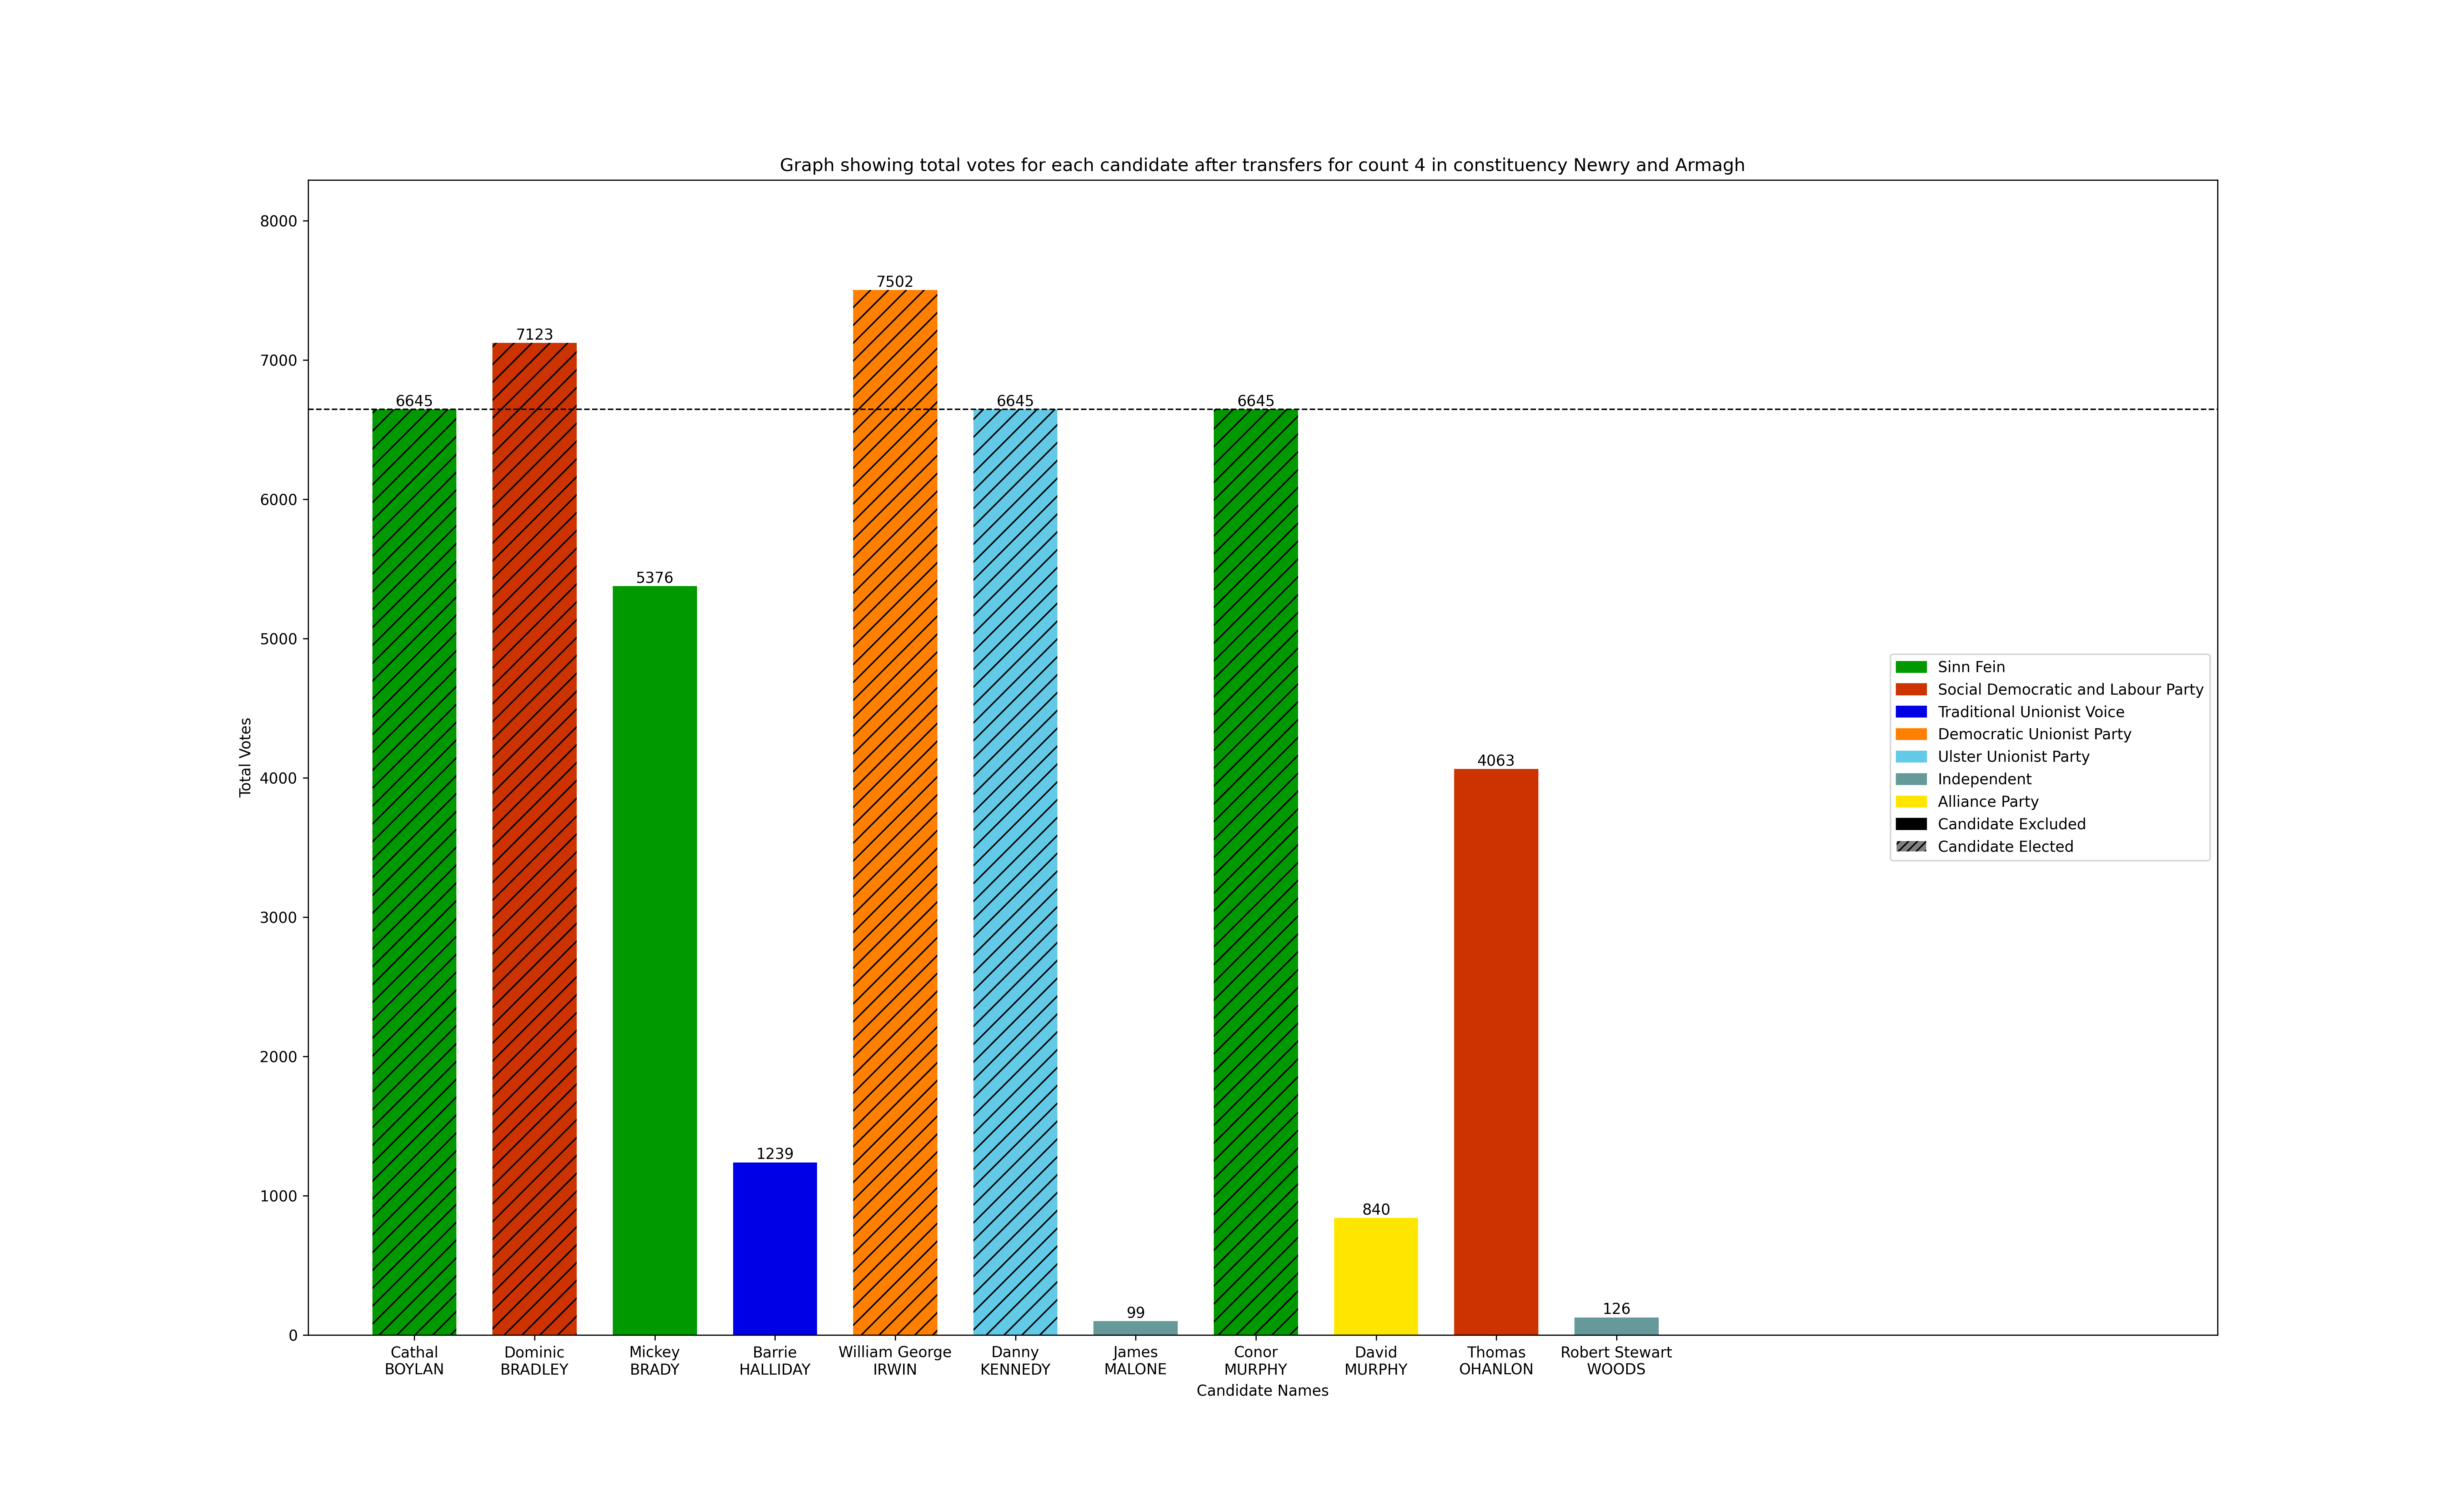 Graph showing total votes for each candidate after transfers for count 4 in constituency Newry and Armagh
8000
7000
6000
5000
4000
3000
2000
1000
0
Total Votes
6645
7123
5376
1239
7502
6645
99
6645
840
4063
126
Cathal
BOYLAN
Dominic
BRADLEY
Mickey
BRADY
Barrie
HALLIDAY
William George
IRWIN
Danny
KENNEDY
James
MALONE
Conor
MURPHY
David
MURPHY
Thomas
OHANLON
Robert Stewart
WOODS
Candidate Names
Sinn Fein
Social Democratic and Labour Party
Traditional Unionist Voice
Democratic Unionist Party
Ulster Unionist Party
Independent
Alliance Party
Candidate Excluded
Candidate Elected